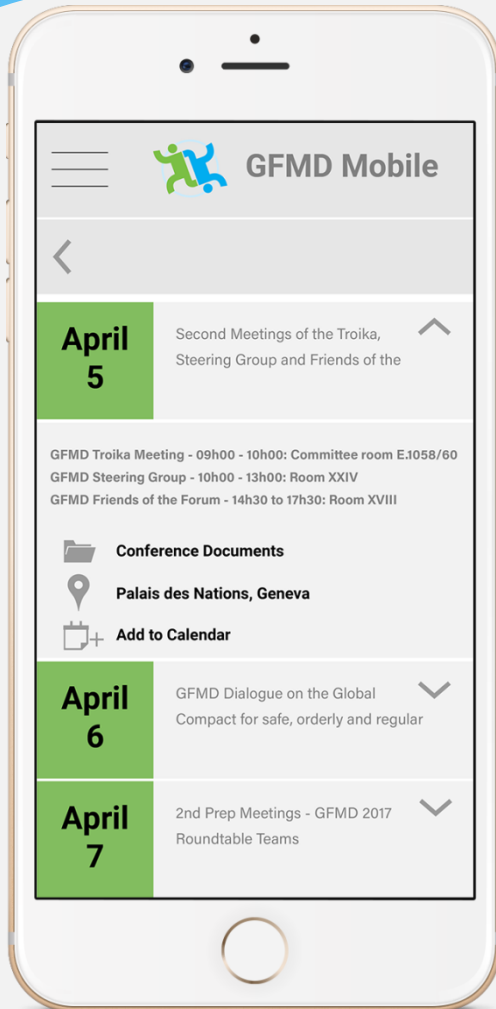 GFMD Mobile
April
5
Second Meetings of the Troika,
Steering Group and Friends of the
GFMD Troika Meeting - 09h00 - 10h00: Committee room E.1058/60
GFMD Steering Group - 10h00 - 13h00: Room XXIV
GFMD Friends of the Forum - 14h30 to 17h30: Room XVIII
Conference Documents
Palais des Nations, Geneva
Add to Calendar
April
6
GFMD Dialogue on the Global
Compact for safe, orderly and regular
April
7
2nd Prep Meetings - GFMD 2017
Roundtable Teams